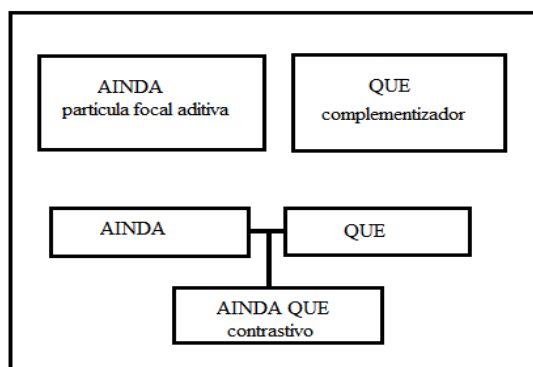 AINDA
partícula focal aditiva
QUE
complementizador
AINDA
QUE
AINDA QUE
contrastivo